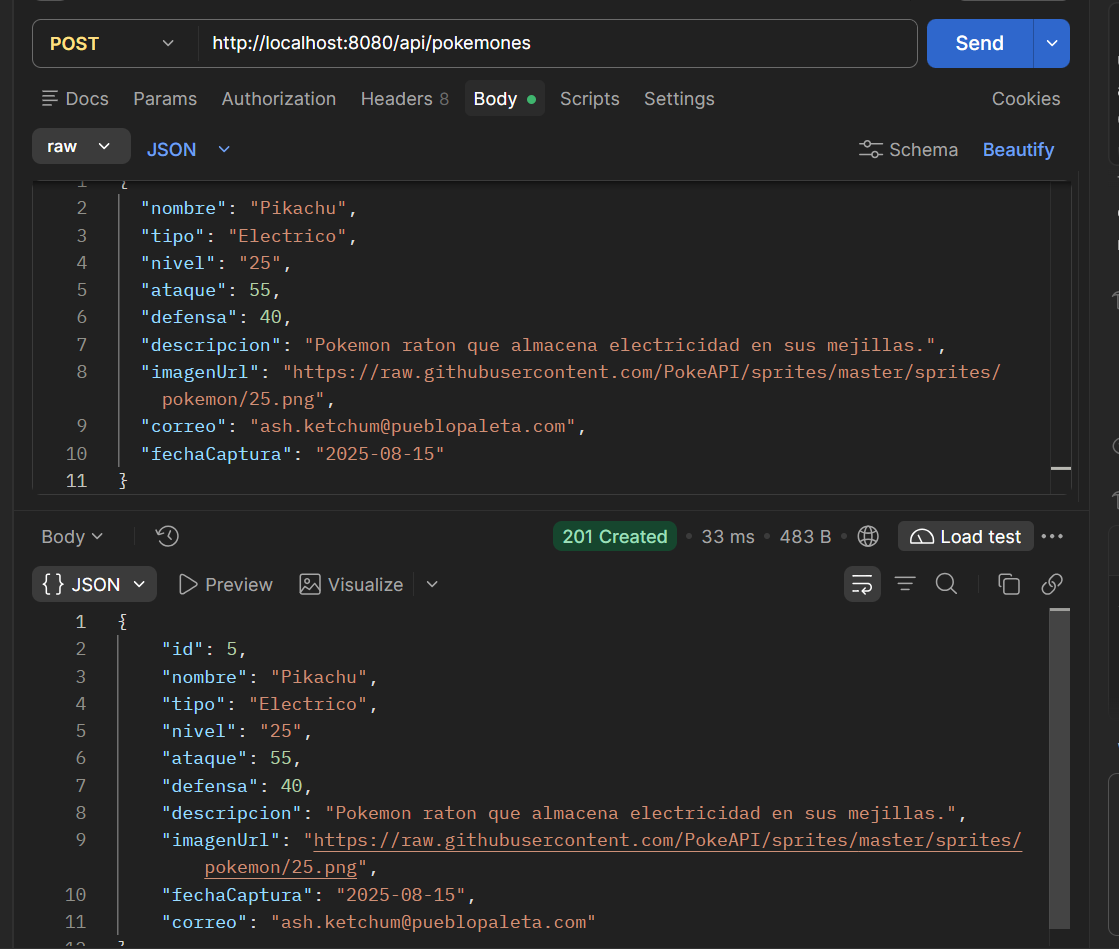 POST http://localhost:8080/api/pokemones Send
Docs Params Authorization Headers 8 Body Scripts Settings Cookies
raw JSON Schema Beautify
1 {
2 "nombre": "Pikachu",
3 "tipo": "Electrico",
4 "nivel": "25",
5 "ataque": 55,
6 "defensa": 40,
7 "descripcion": "Pokemon raton que almacena electricidad en sus mejillas.",
8 "imagenUrl": "https://raw.githubusercontent.com/PokeAPI/sprites/master/sprites/
pokemon/25.png",
9 "correo": "ash.ketchum@pueblopaleta.com",
10 "fechaCaptura": "2025-08-15"
11 }
Body 201 Created • 33 ms • 483 B • Load test
{} JSON Preview Visualize
1 {
2 "id": 5,
3 "nombre": "Pikachu",
4 "tipo": "Electrico",
5 "nivel": "25",
6 "ataque": 55,
7 "defensa": 40,
8 "descripcion": "Pokemon raton que almacena electricidad en sus mejillas.",
9 "imagenUrl": "https://raw.githubusercontent.com/PokeAPI/sprites/master/sprites/
pokemon/25.png",
10 "fechaCaptura": "2025-08-15",
11 "correo": "ash.ketchum@pueblopaleta.com"